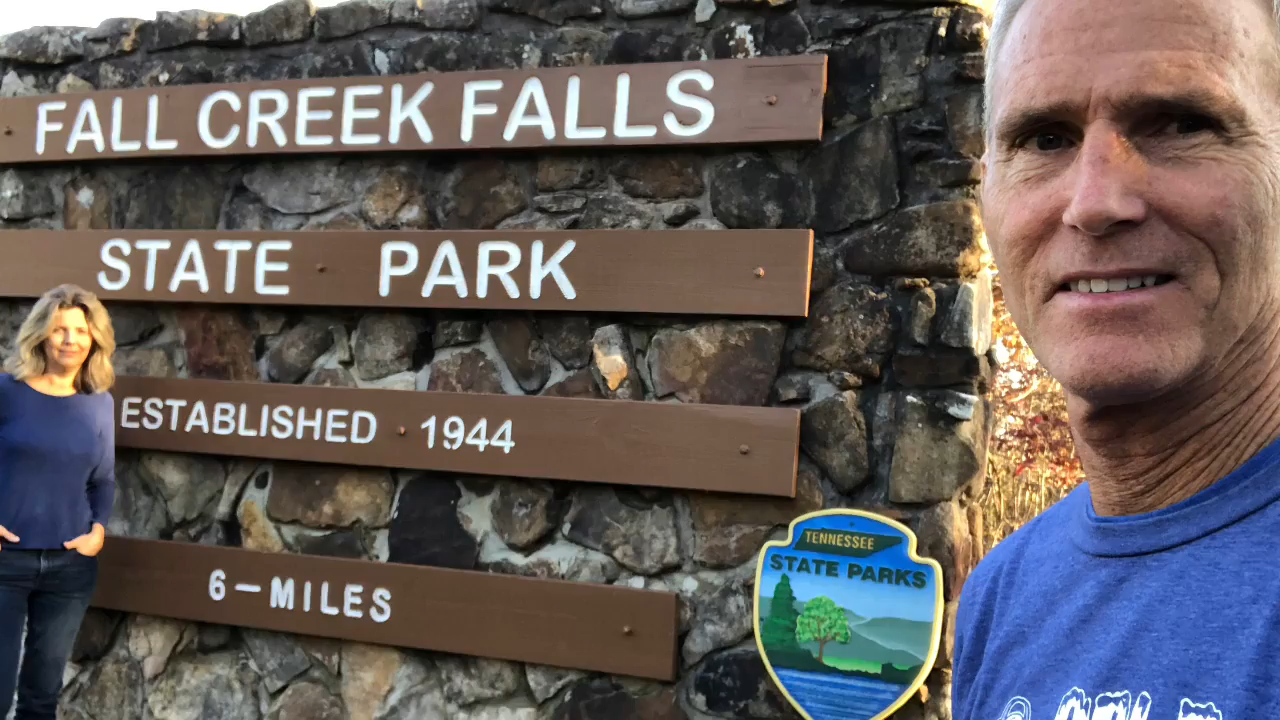 FALL CREEK FALLS
STATE PARK
ESTABLISHED 1944
6-MILES
TENNESSEE
STATE PARKS